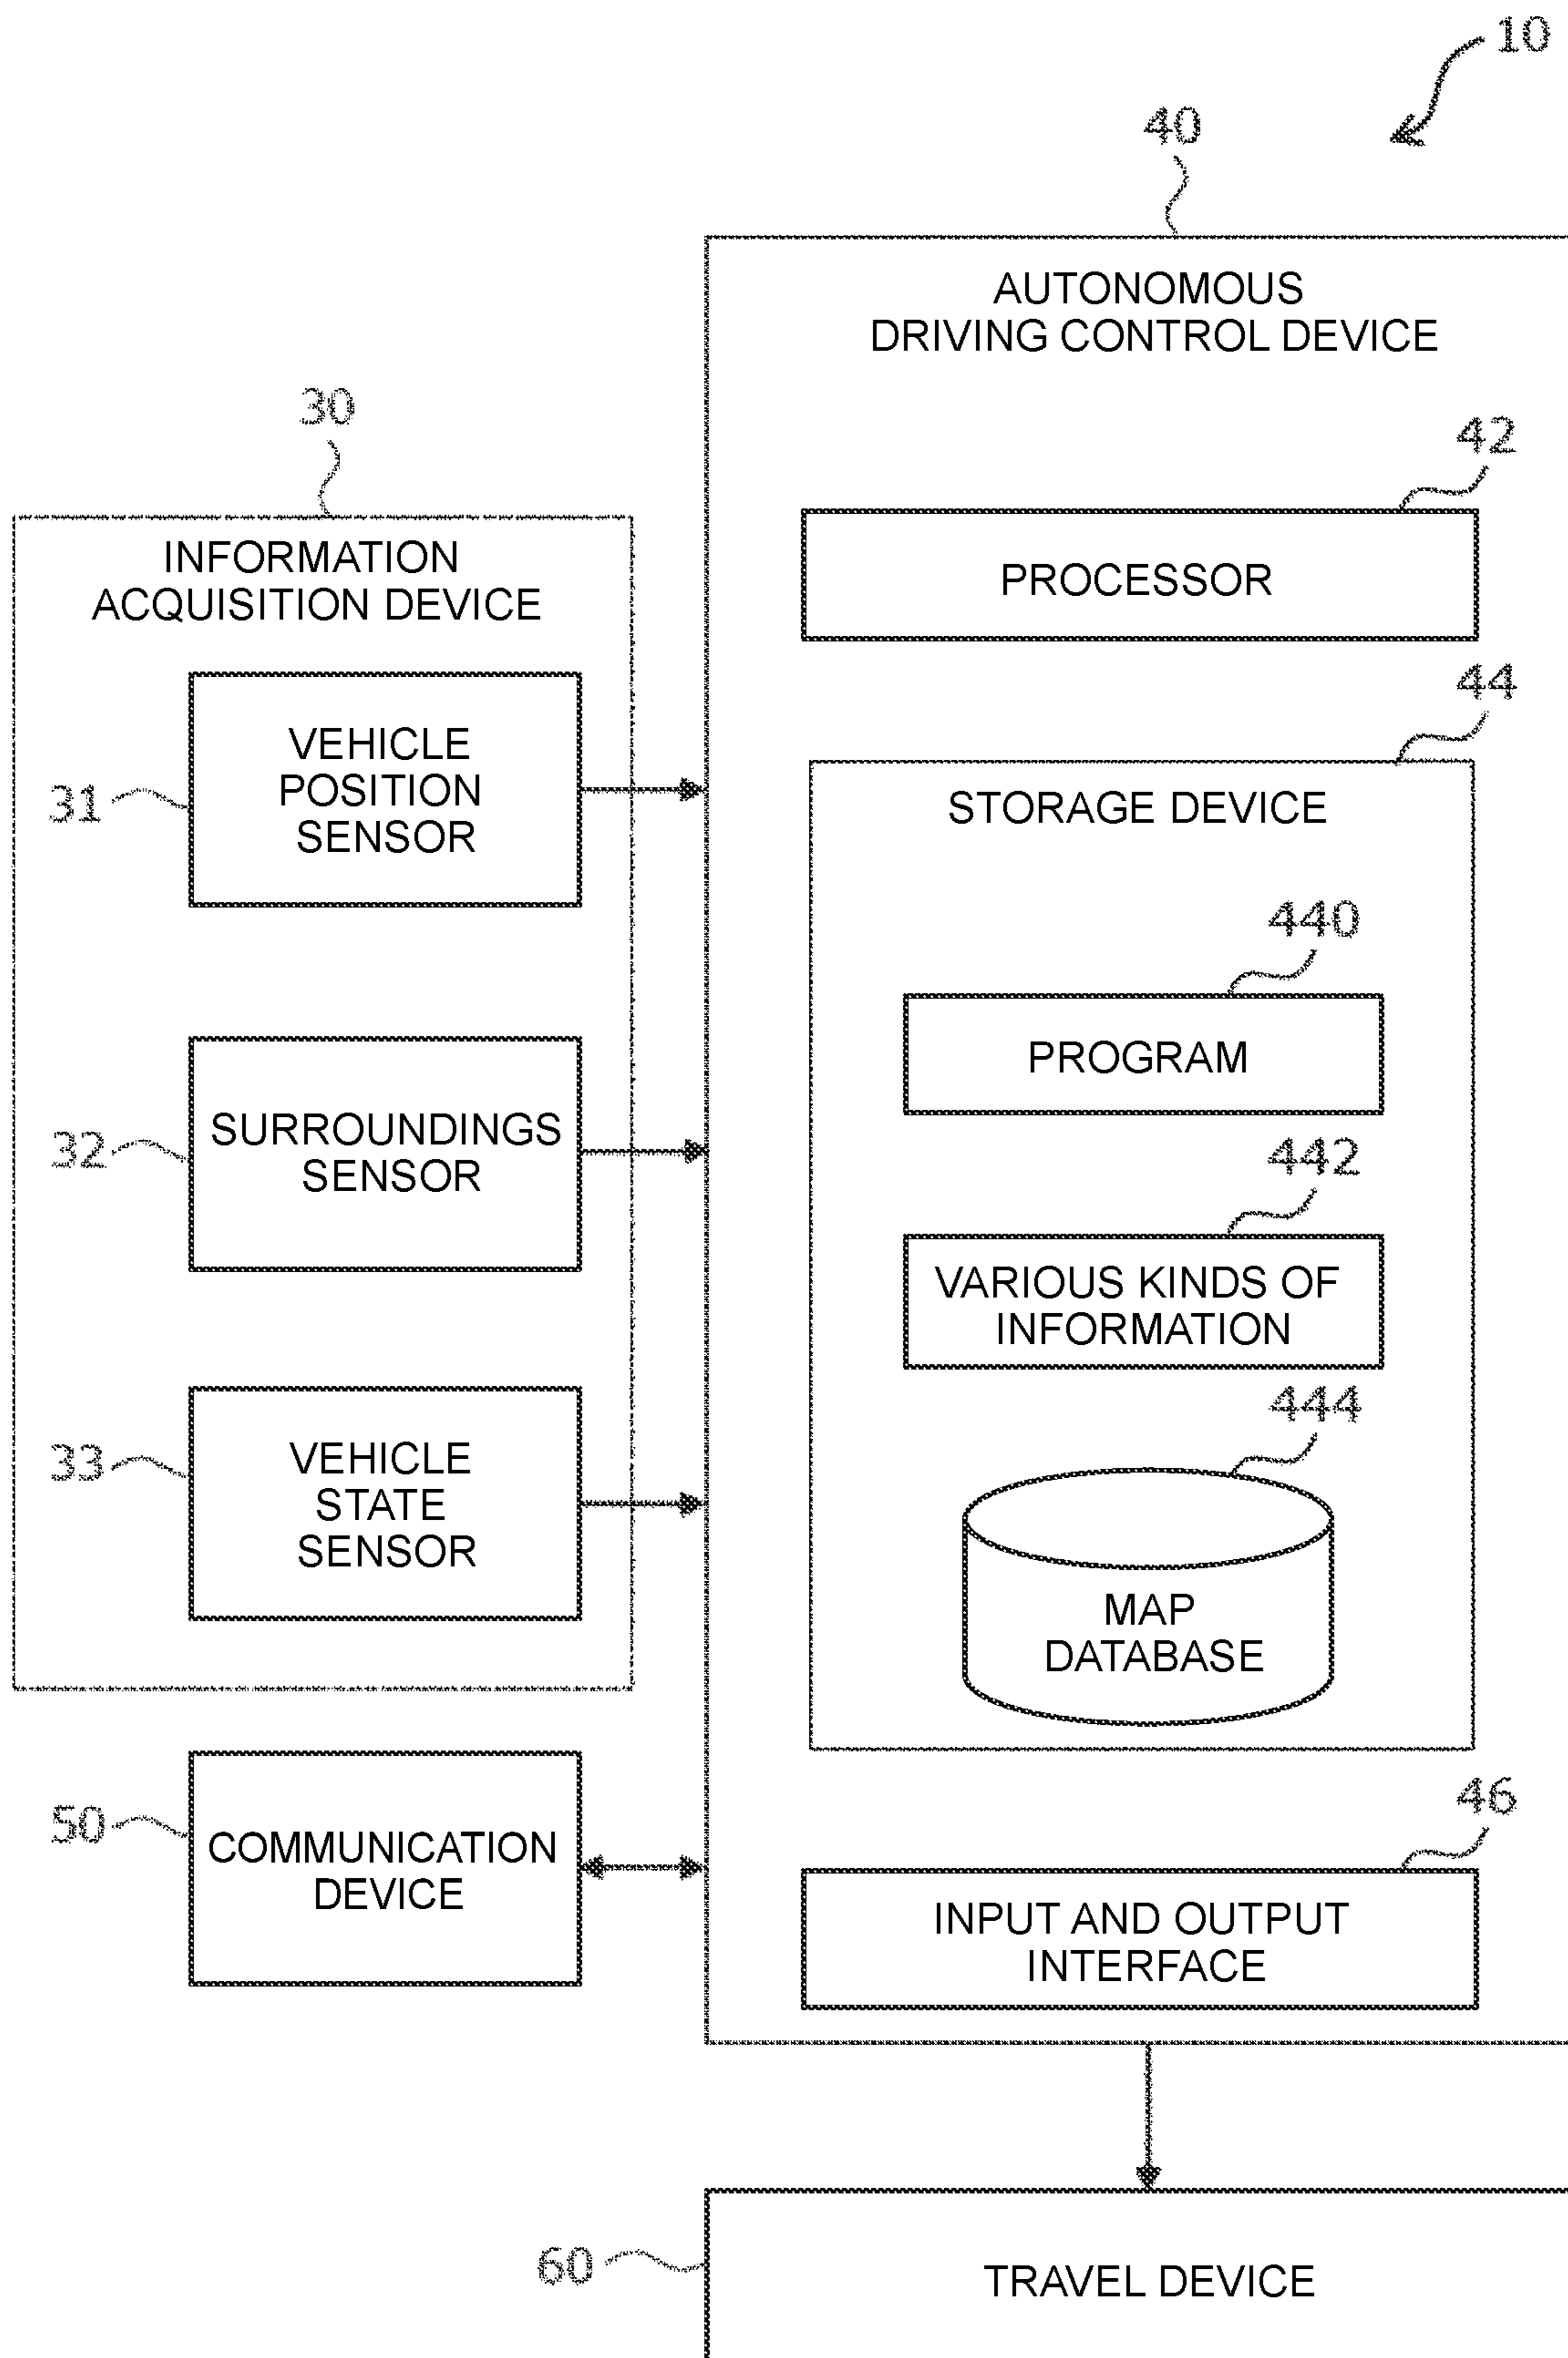 10
40
AUTONOMOUS
DRIVING CONTROL DEVICE
30
42
INFORMATION
ACQUISITION DEVICE
PROCESSOR
44
VEHICLE
POSITION
SENSOR
31
STORAGE DEVICE
440
PROGRAM
SURROUNDINGS
SENSOR
32
442
VARIOUS KINDS OF
INFORMATION
444
VEHICLE
STATE
SENSOR
33
MAP
DATABASE
46
50
COMMUNICATION
DEVICE
INPUT AND OUTPUT
INTERFACE
60
TRAVEL DEVICE